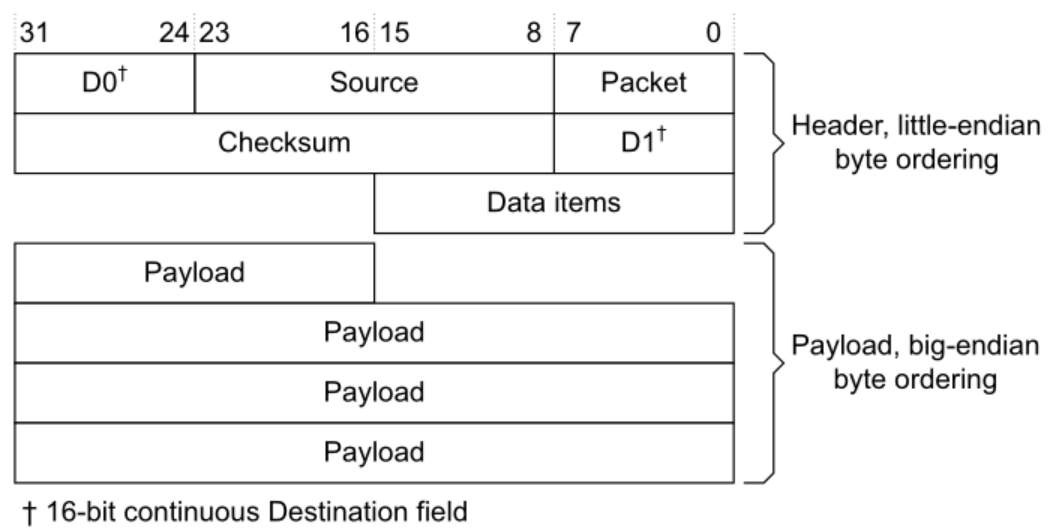 31 24 23 16 15 8 7 0
D0† Source Packet
Checksum D1†
Data items
Header, little-endian
byte ordering
Payload
Payload
Payload
Payload
Payload, big-endian
byte ordering
† 16-bit continuous Destination field